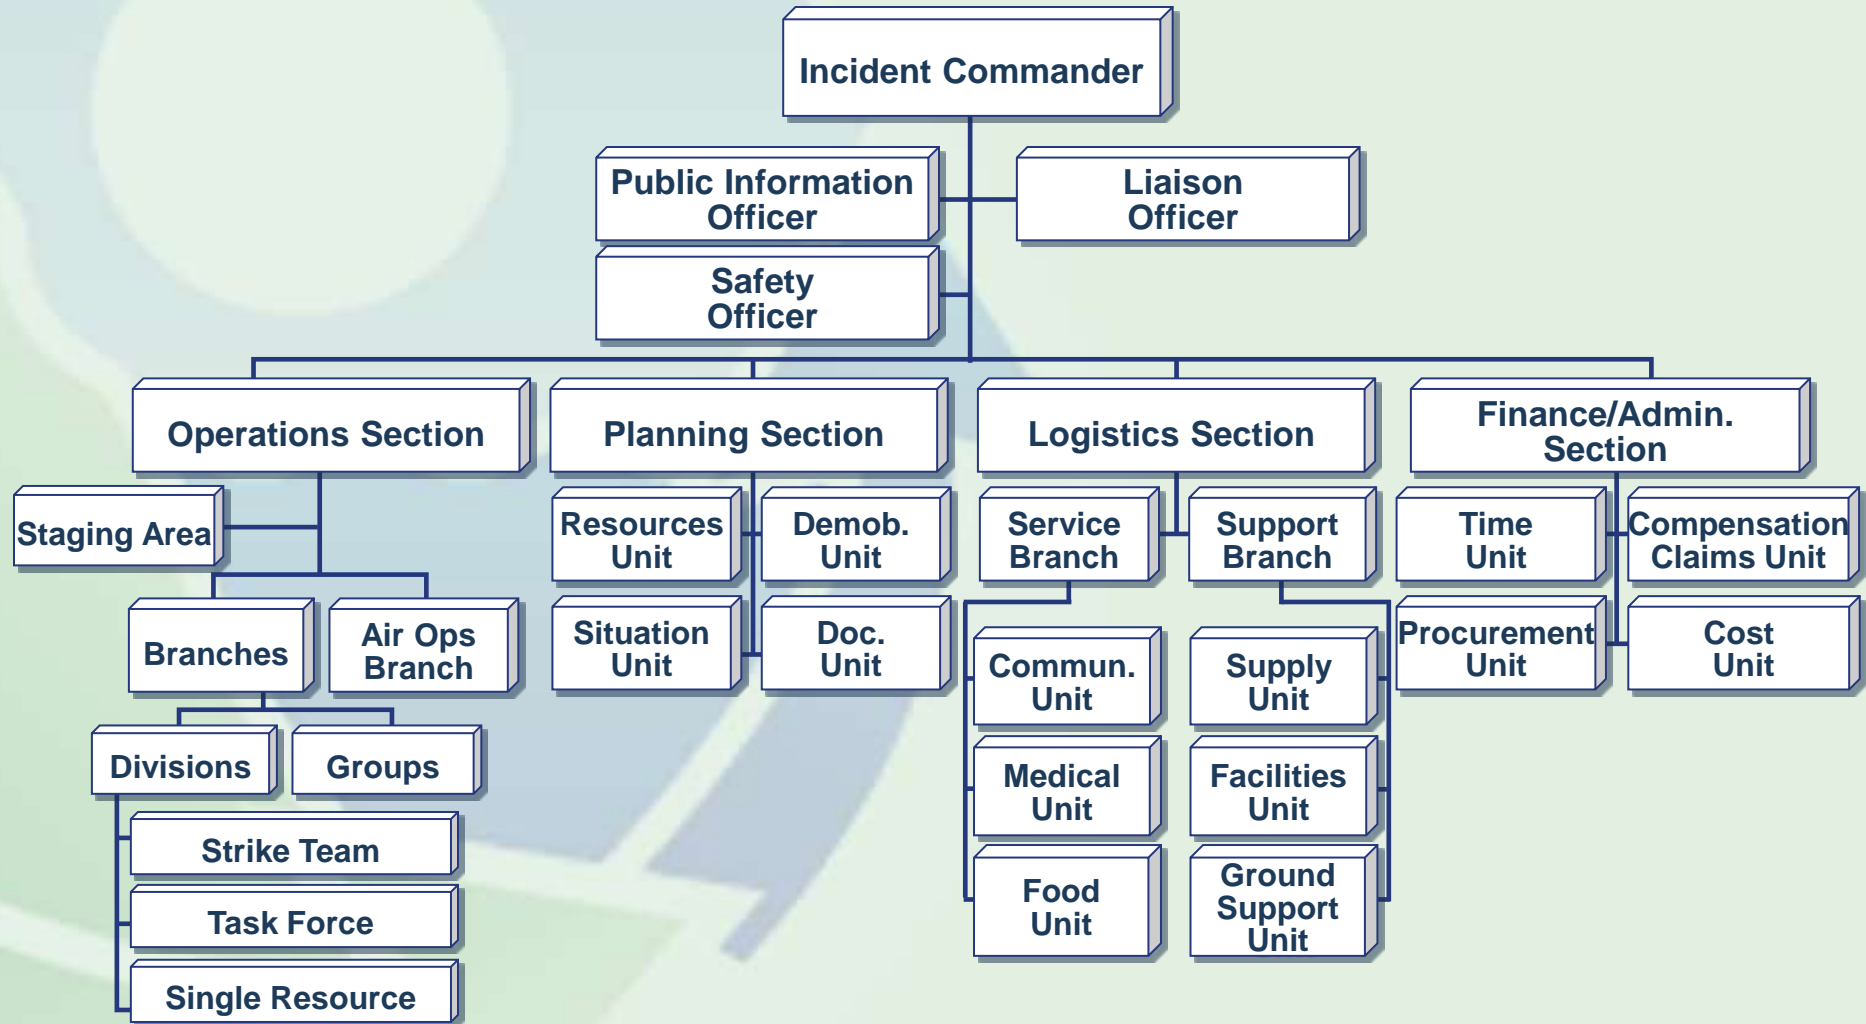 Incident Commander
Public Information
Officer
Liaison
Officer
Safety
Officer
Operations Section
Planning Section
Logistics Section
Finance/Admin.
Section
Staging Area
Branches
Air Ops
Branch
Divisions
Groups
Strike Team
Task Force
Single Resource
Resources
Unit
Demob.
Unit
Situation
Unit
Doc.
Unit
Service
Branch
Support
Branch
Commun.
Unit
Medical
Unit
Food
Unit
Supply
Unit
Facilities
Unit
Ground
Support
Unit
Time
Unit
Compensation
Claims Unit
Procurement
Unit
Cost
Unit